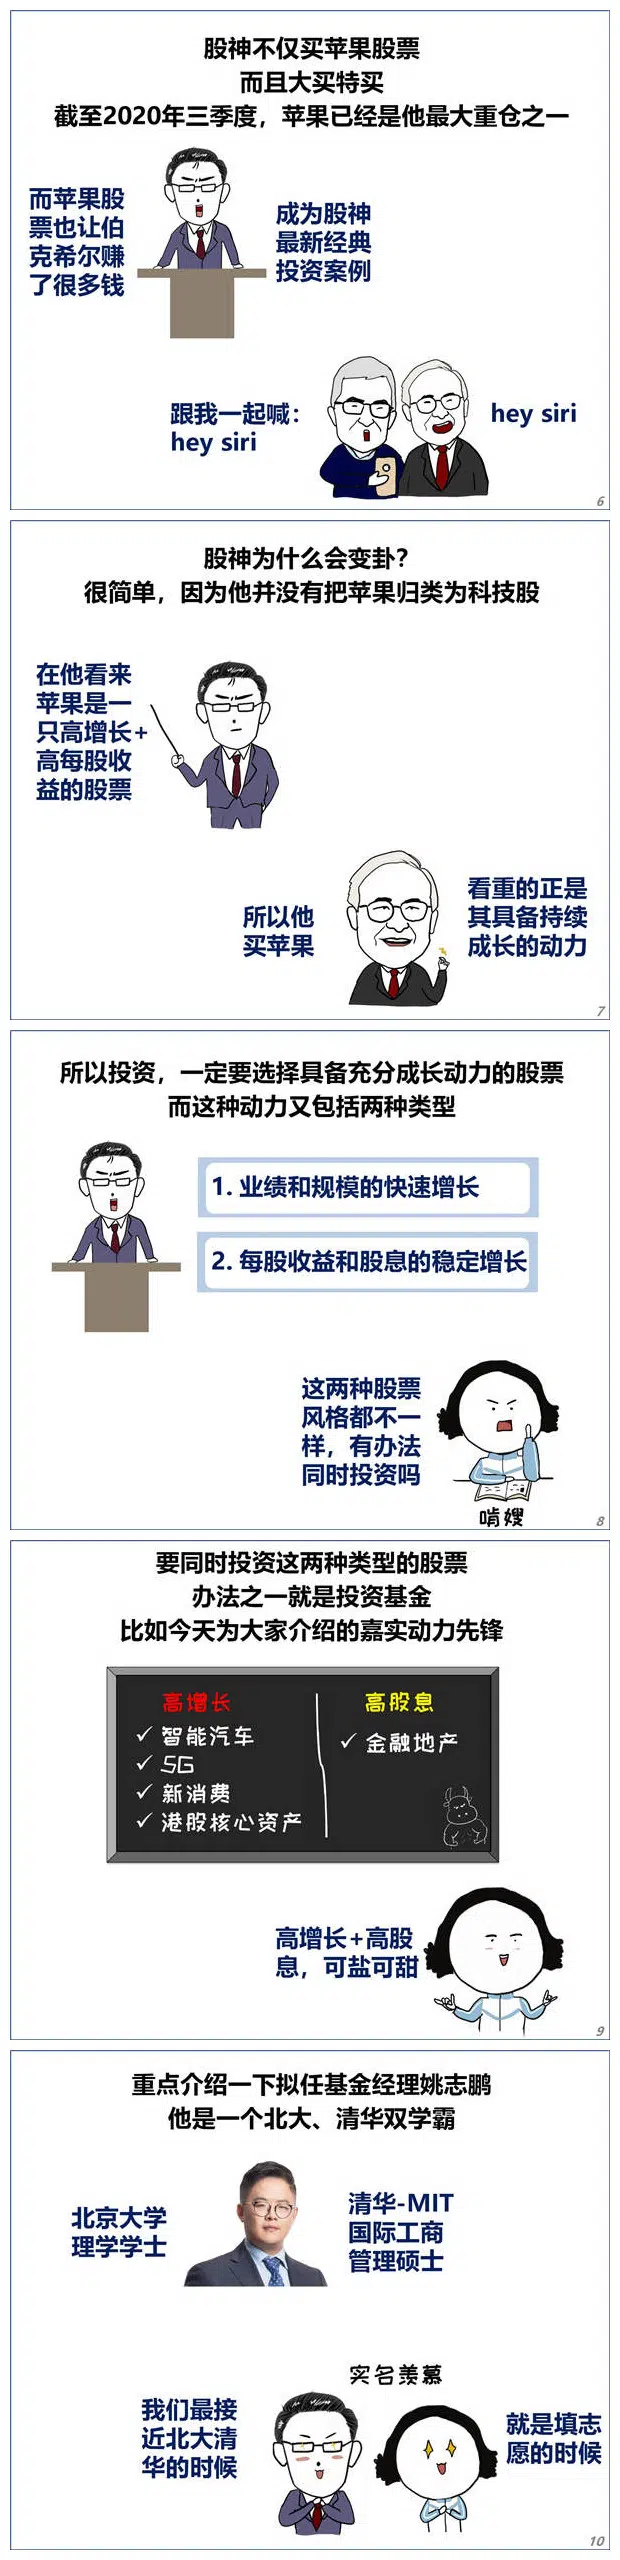 股神不仅买苹果股票
而且大买特买
截至2020年三季度，苹果已经是他最大重仓之一
而苹果股
票也让伯
克希尔赚
了很多钱
成为股神
最新经典
投资案例
跟我一起喊：
hey siri
hey siri
6
股神为什么会变卦？
很简单，因为他并没有把苹果归类为科技股
在他看来
苹果是一
只高增长+
高每股收
益的股票
所以他
买苹果
看重的正是
其具备持续
成长的动力
7
所以投资，一定要选择具备充分成长动力的股票
而这种动力又包括两种类型
1. 业绩和规模的快速增长
2. 每股收益和股息的稳定增长
这两种股票
风格都不一
样，有办法
同时投资吗
啃嫂
8
要同时投资这两种类型的股票
办法之一就是投资基金
比如今天为大家介绍的嘉实动力先锋
高增长
✓ 智能汽车
✓ 5G
✓ 新消费
✓ 港股核心资产
高股息
✓ 金融地产
高增长+高股
息，可盐可甜
9
重点介绍一下拟任基金经理姚志鹏
他是一个北大、清华双学霸
北京大学
理学学士
清华-MIT
国际工商
管理硕士
实名羡慕
我们最接
近北大清
华的时候
就是填志
愿的时候
10